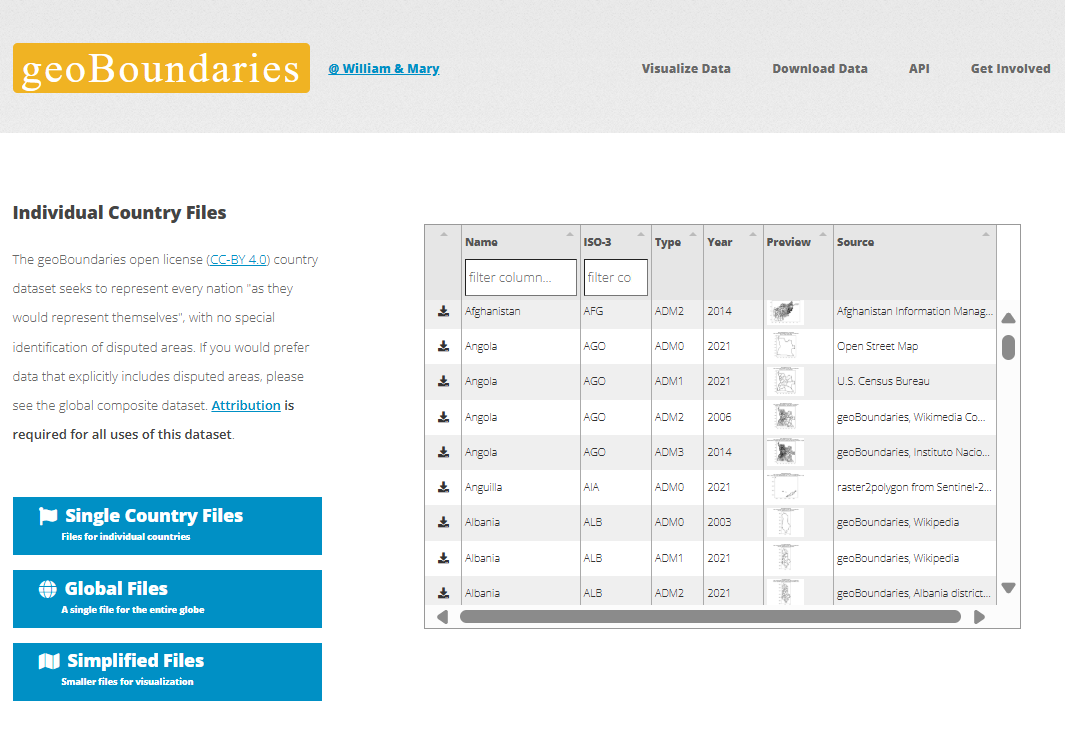 geoBoundaries @ William & Mary Visualize Data Download Data API Get Involved
Individual Country Files
The geoBoundaries open license (CC-BY 4.0) country
dataset seeks to represent every nation "as they
would represent themselves", with no special
identification of disputed areas. If you would prefer
data that explicitly includes disputed areas, please
see the global composite dataset. Attribution is
required for all uses of this dataset.
Single Country Files
Files for individual countries
Global Files
A single file for the entire globe
Simplified Files
Smaller files for visualization
Name ISO-3 Type Year Preview Source
filter column... filter co
Afghanistan AFG ADM2 2014 Afghanistan Information Manag...
Angola AGO ADM0 2021 Open Street Map
Angola AGO ADM1 2021 U.S. Census Bureau
Angola AGO ADM2 2006 geoBoundaries, Wikimedia Co...
Angola AGO ADM3 2014 geoBoundaries, Instituto Nacio...
Anguilla AIA ADM0 2021 raster2polygon from Sentinel-2...
Albania ALB ADM0 2003 geoBoundaries, Wikipedia
Albania ALB ADM1 2021 geoBoundaries, Wikipedia
Albania ALB ADM2 2021 geoBoundaries, Albania district...